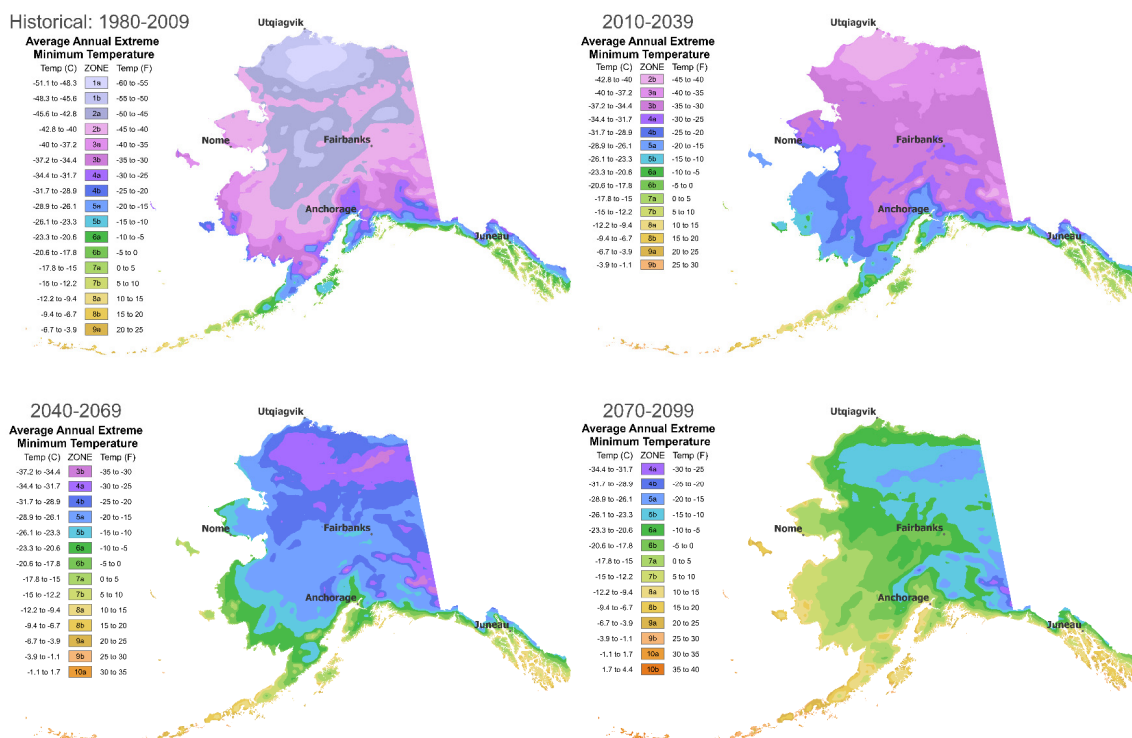 Historical: 1980-2009
Average Annual Extreme
Minimum Temperature
Temp (C) ZONE Temp (F)
-51.1 to -48.3 1a -60 to -55
-48.3 to -45.6 1b -55 to -50
-45.6 to -42.8 2a -50 to -45
-42.8 to -40 2b -45 to -40
-40 to -37.2 3a -40 to -35
-37.2 to -34.4 3b -35 to -30
-34.4 to -31.7 4a -30 to -25
-31.7 to -28.9 4b -25 to -20
-28.9 to -26.1 5a -20 to -15
-26.1 to -23.3 5b -15 to -10
-23.3 to -20.6 6a -10 to -5
-20.6 to -17.8 6b -5 to 0
-17.8 to -15 7a 0 to 5
-15 to -12.2 7b 5 to 10
-12.2 to -9.4 8a 10 to 15
-9.4 to -6.7 8b 15 to 20
-6.7 to -3.9 9a 20 to 25
Utqiagvik
Nome
Fairbanks
Anchorage
Juneau
2010-2039
Average Annual Extreme
Minimum Temperature
Temp (C) ZONE Temp (F)
-42.8 to -40 2b -45 to -40
-40 to -37.2 3a -40 to -35
-37.2 to -34.4 3b -35 to -30
-34.4 to -31.7 4a -30 to -25
-31.7 to -28.9 4b -25 to -20
-28.9 to -26.1 5a -20 to -15
-26.1 to -23.3 5b -15 to -10
-23.3 to -20.6 6a -10 to -5
-20.6 to -17.8 6b -5 to 0
-17.8 to -15 7a 0 to 5
-15 to -12.2 7b 5 to 10
-12.2 to -9.4 8a 10 to 15
-9.4 to -6.7 8b 15 to 20
-6.7 to -3.9 9a 20 to 25
-3.9 to -1.1 9b 25 to 30
Utqiagvik
Nome
Fairbanks
Anchorage
Juneau
2040-2069
Average Annual Extreme
Minimum Temperature
Temp (C) ZONE Temp (F)
-37.2 to -34.4 3b -35 to -30
-34.4 to -31.7 4a -30 to -25
-31.7 to -28.9 4b -25 to -20
-28.9 to -26.1 5a -20 to -15
-26.1 to -23.3 5b -15 to -10
-23.3 to -20.6 6a -10 to -5
-20.6 to -17.8 6b -5 to 0
-17.8 to -15 7a 0 to 5
-15 to -12.2 7b 5 to 10
-12.2 to -9.4 8a 10 to 15
-9.4 to -6.7 8b 15 to 20
-6.7 to -3.9 9a 20 to 25
-3.9 to -1.1 9b 25 to 30
-1.1 to 1.7 10a 30 to 35
Utqiagvik
Nome
Fairbanks
Anchorage
Juneau
2070-2099
Average Annual Extreme
Minimum Temperature
Temp (C) ZONE Temp (F)
-34.4 to -31.7 4a -30 to -25
-31.7 to -28.9 4b -25 to -20
-28.9 to -26.1 5a -20 to -15
-26.1 to -23.3 5b -15 to -10
-23.3 to -20.6 6a -10 to -5
-20.6 to -17.8 6b -5 to 0
-17.8 to -15 7a 0 to 5
-15 to -12.2 7b 5 to 10
-12.2 to -9.4 8a 10 to 15
-9.4 to -6.7 8b 15 to 20
-6.7 to -3.9 9a 20 to 25
-3.9 to -1.1 9b 25 to 30
-1.1 to 1.7 10a 30 to 35
1.7 to 4.4 10b 35 to 40
Utqiagvik
Nome
Fairbanks
Anchorage
Juneau